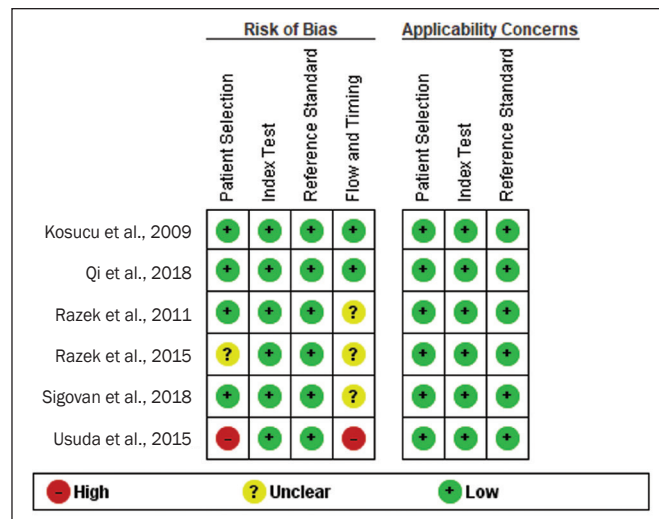 Risk of Bias
Applicability Concerns
Patient Selection
Index Test
Reference Standard
Flow and Timing
Patient Selection
Index Test
Reference Standard
Kosucu et al., 2009 + + + + + + +
Qi et al., 2018 + + + + + + +
Razek et al., 2011 + + + ? + + +
Razek et al., 2015 ? + + ? + + +
Sigovan et al., 2018 + + + ? + + +
Usuda et al., 2015 – + + – + + +
– High ? Unclear + Low